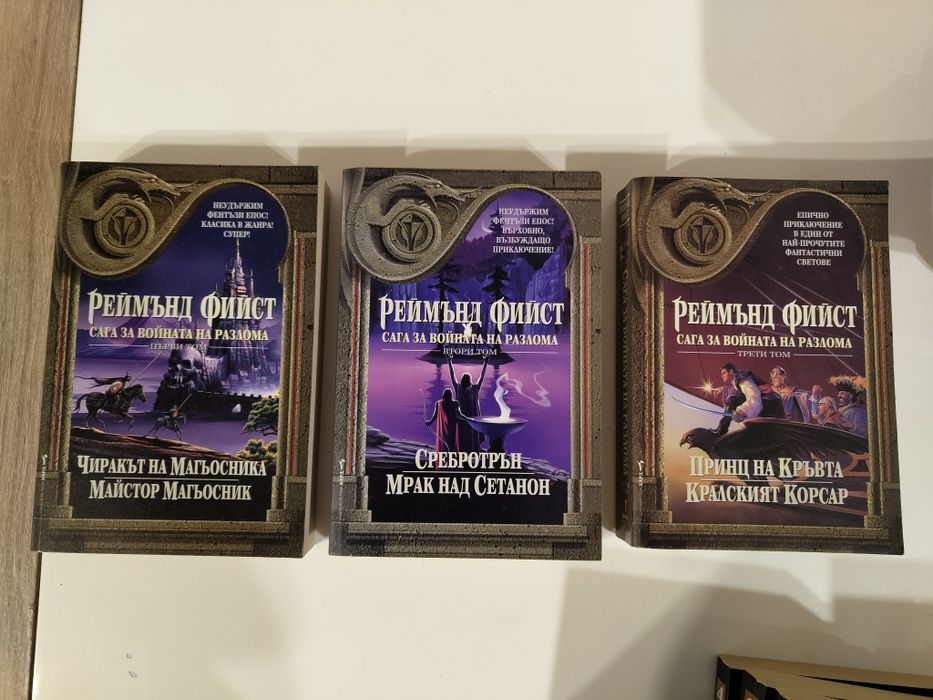 НЕУДЪРЖИМ
ФЕНТЪЗИ ЕПОС!
КЛАСИКА В ЖАНРА!
СУПЕР!
РЕЙМЪНД ФИЙСТ
САГА ЗА ВОЙНАТА НА РАЗЛОМА
ПЪРВИ ТОМ
ЧИРАКЪТ НА МАГЬОСНИКА
МАЙСТОР МАГЬОСНИК
НЕУДЪРЖИМ
ФЕНТЪЗИ ЕПОС!
ВЪРХОВНО,
ВЪЗБУЖДАЩО
ПРИКЛЮЧЕНИЕ!
РЕЙМЪНД ФИЙСТ
САГА ЗА ВОЙНАТА НА РАЗЛОМА
ВТОРИ ТОМ
СРЕБРОТРЪН
МРАК НАД СЕТАНОН
ЕПИЧНО
ПРИКЛЮЧЕНИЕ
В ЕДИН ОТ
НАЙ-ПРОЧУТИТЕ
ФАНТАСТИЧНИ
СВЕТОВЕ
РЕЙМЪНД ФИЙСТ
САГА ЗА ВОЙНАТА НА РАЗЛОМА
ТРЕТИ ТОМ
ПРИНЦ НА КРЪВТА
КРАЛСКИЯТ КОРСАР